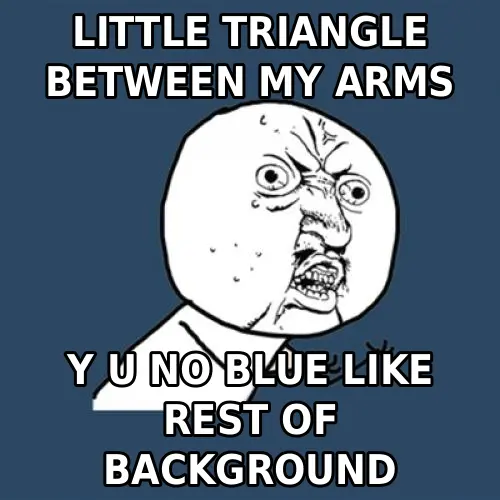 LITTLE TRIANGLE
BETWEEN MY ARMS
Y U NO BLUE LIKE
REST OF
BACKGROUND